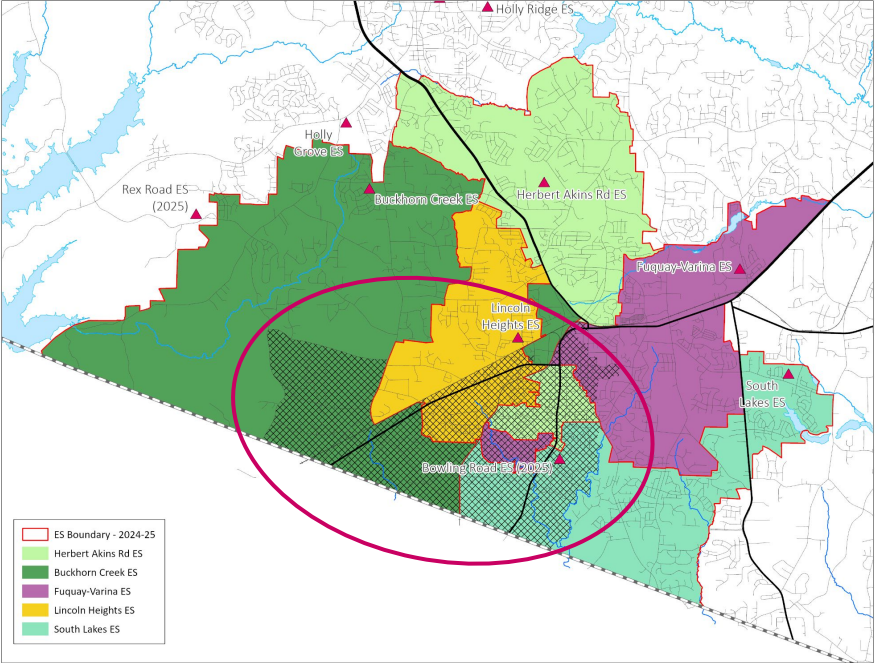 Holly Ridge ES
Holly
Grove ES
Rex Road ES
(2025)
Buckhorn Creek ES
Herbert Akins Rd ES
Fuquay-Varina ES
Lincoln
Heights ES
South
Lakes ES
Bowling Road ES (2025)
ES Boundary - 2024-25
Herbert Akins Rd ES
Buckhorn Creek ES
Fuquay-Varina ES
Lincoln Heights ES
South Lakes ES